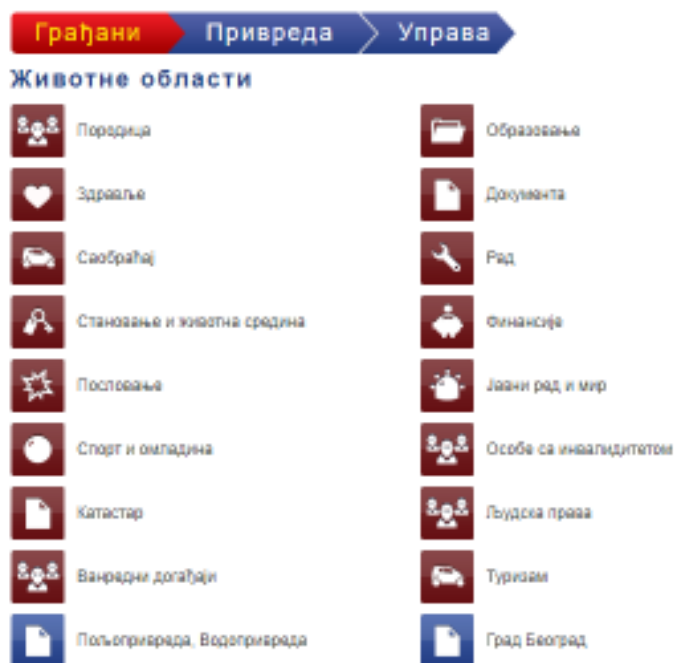 Грађани Привреда Управа
Животне области
Породица
Образовање
Здравље
Документа
Саобраћај
Рад
Становање и животна средина
Финансије
Пословање
Јавни ред и мир
Спорт и омладина
Особе са инвалидитетом
Катастар
Људска права
Ванредни догађаји
Туризам
Пољопривреда, Водопривреда
Град Београд